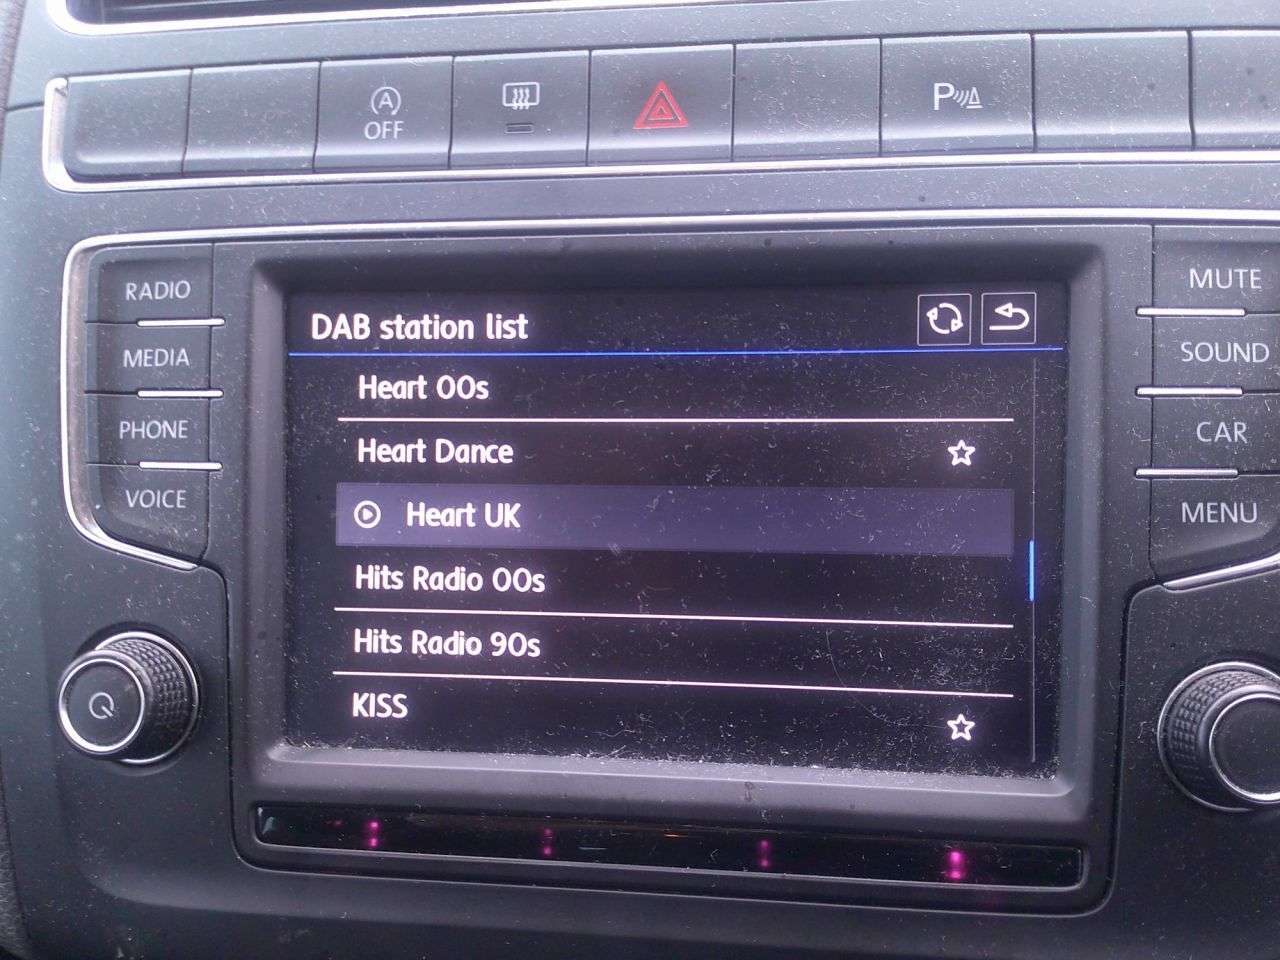 A
OFF
P
RADIO
MEDIA
PHONE
VOICE
DAB station list
Heart 00s
Heart Dance
Heart UK
Hits Radio 00s
Hits Radio 90s
KISS
MUTE
SOUND
CAR
MENU